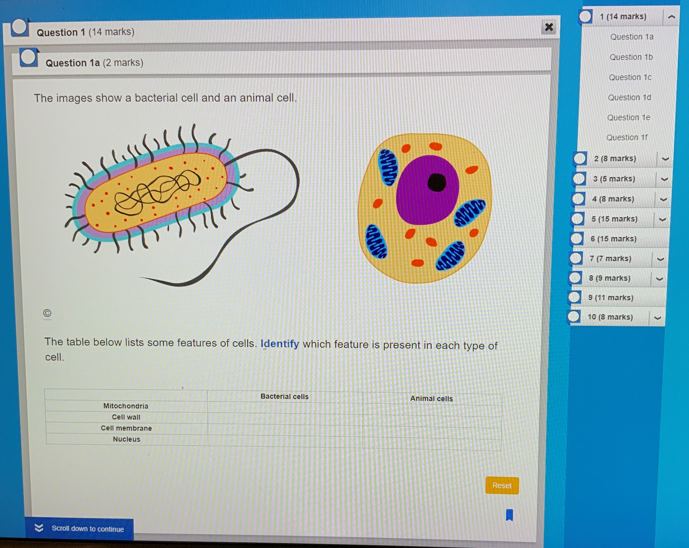 Question 1 (14 marks)
Question 1a (2 marks)
The images show a bacterial cell and an animal cell.
©
The table below lists some features of cells. Identify which feature is present in each type of
cell.
Bacterial cells Animal cells
Mitochondria
Cell wall
Cell membrane
Nucleus
Reset
Scroll down to continue
1 (14 marks)
Question 1a
Question 1b
Question 1c
Question 1d
Question 1e
Question 1f
2 (8 marks)
3 (5 marks)
4 (8 marks)
5 (15 marks)
6 (15 marks)
7 (7 marks)
8 (9 marks)
9 (11 marks)
10 (8 marks)